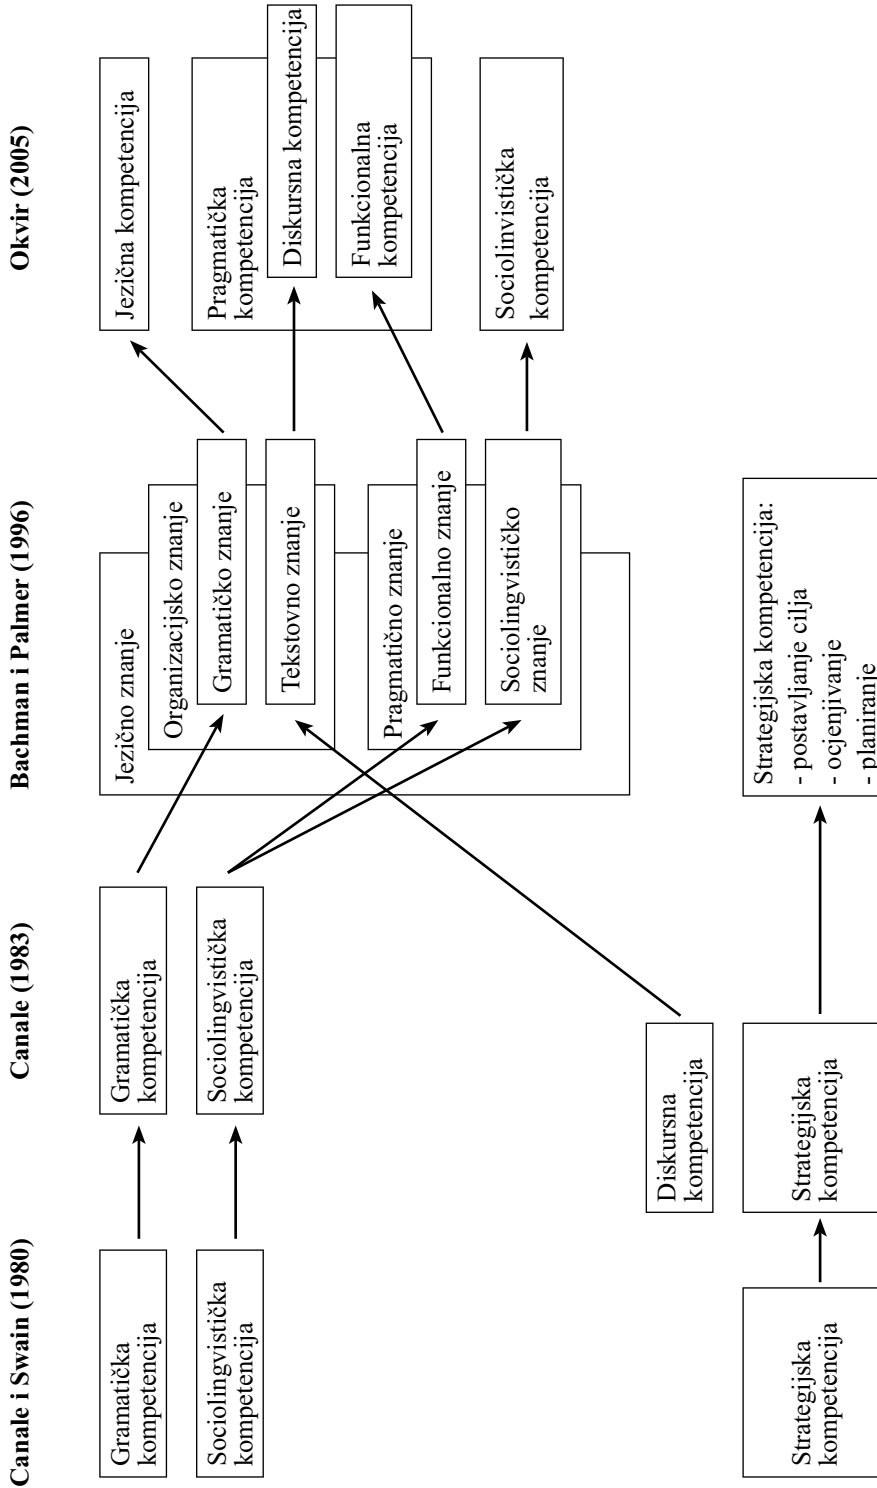 Canale i Swain (1980)
Gramatička
kompetencija
Sociolingvistička
kompetencija
Strategijska
kompetencija
Canale (1983)
Gramatička
kompetencija
Sociolingvistička
kompetencija
Diskursna
kompetencija
Strategijska
kompetencija
Bachman i Palmer (1996)
Jezično znanje
Organizacijsko znanje
Gramatičko znanje
Tekstovno znanje
Pragmatično znanje
Funkcionalno znanje
Sociolingvističko
znanje
Strategijska kompetencija:
- postavljanje cilja
- ocjenjivanje
- planiranje
Okvir (2005)
Jezična kompetencija
Pragmatička
kompetencija
Diskursna kompetencija
Funkcionalna
kompetencija
Sociolinvistička
kompetencija